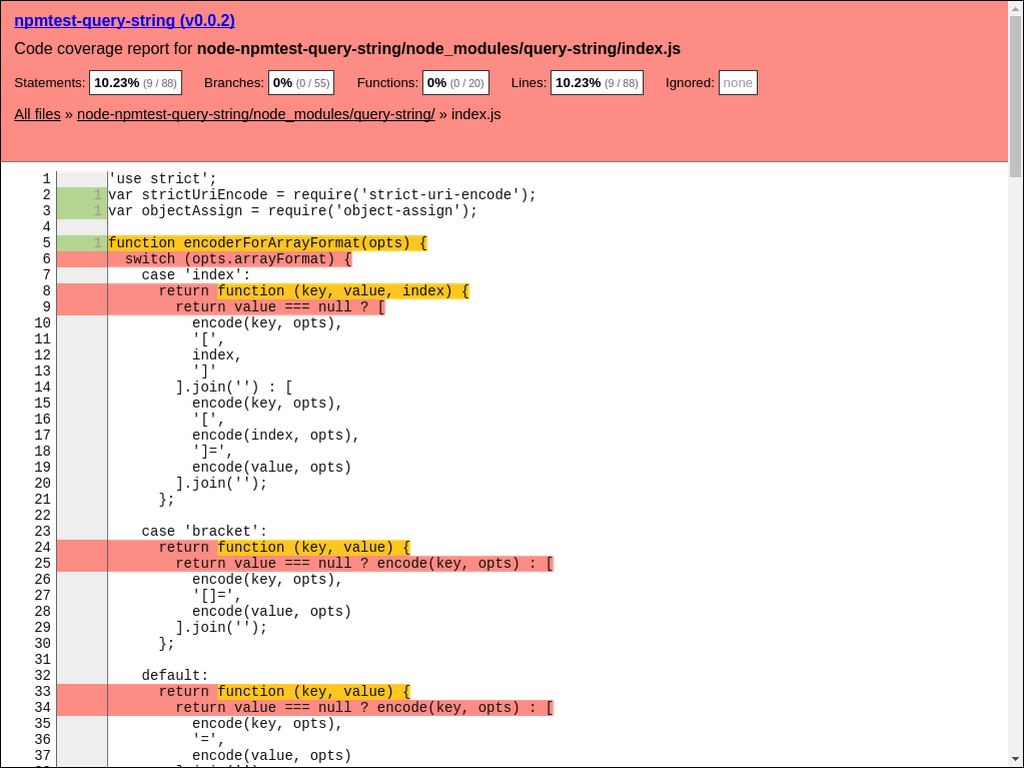 npmtest-query-string (v0.0.2)
Code coverage report for node-npmtest-query-string/node_modules/query-string/index.js
Statements: 10.23% (9 / 88) Branches: 0% (0 / 55) Functions: 0% (0 / 20) Lines: 10.23% (9 / 88) Ignored: none
All files » node-npmtest-query-string/node_modules/query-string/ » index.js
1 'use strict';
2 1 var strictUriEncode = require('strict-uri-encode');
3 1 var objectAssign = require('object-assign');
4
5 1 function encoderForArrayFormat(opts) {
6 switch (opts.arrayFormat) {
7 case 'index':
8 return function (key, value, index) {
9 return value === null ? [
10 encode(key, opts),
11 '[',
12 index,
13 ']'
14 ].join('') : [
15 encode(key, opts),
16 '[',
17 encode(index, opts),
18 ']=',
19 encode(value, opts)
20 ].join('');
21 };
22
23 case 'bracket':
24 return function (key, value) {
25 return value === null ? encode(key, opts) : [
26 encode(key, opts),
27 '[]=',
28 encode(value, opts)
29 ].join('');
30 };
31
32 default:
33 return function (key, value) {
34 return value === null ? encode(key, opts) : [
35 encode(key, opts),
36 '=',
37 encode(value, opts)